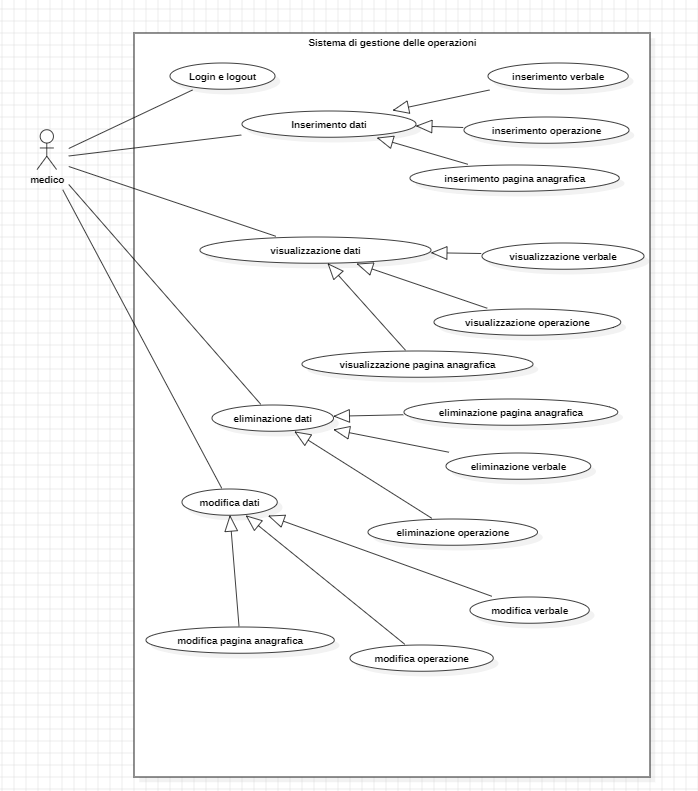 Sistema di gestione delle operazioni
Login e logout
inserimento verbale
Inserimento dati
inserimento operazione
medico
inserimento pagina anagrafica
visualizzazione dati
visualizzazione verbale
visualizzazione operazione
visualizzazione pagina anagrafica
eliminazione dati
eliminazione pagina anagrafica
eliminazione verbale
modifica dati
eliminazione operazione
modifica verbale
modifica pagina anagrafica
modifica operazione